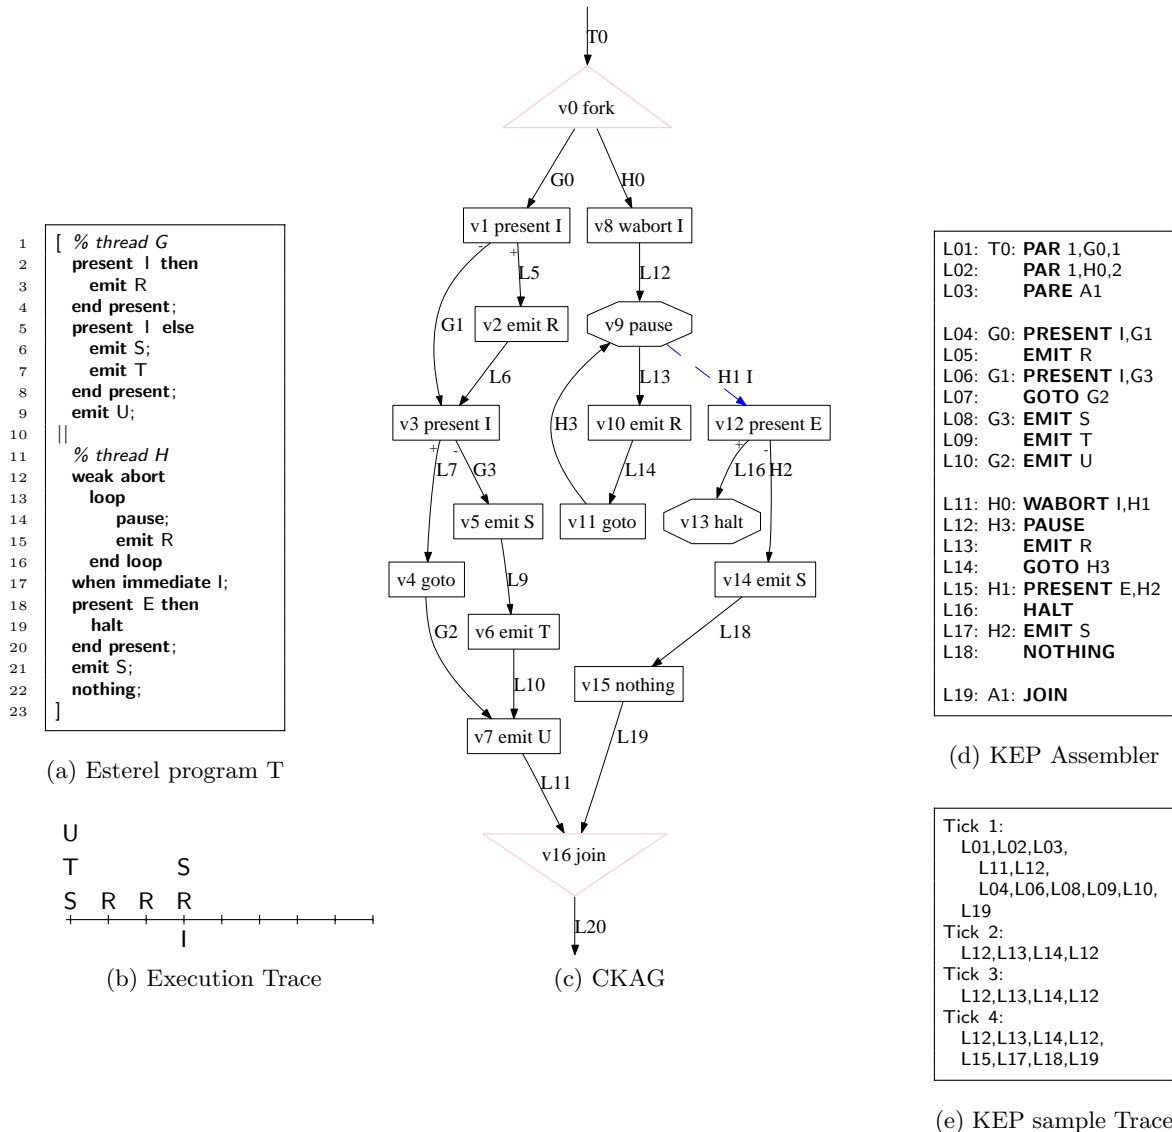 1 [ % thread G
2 present I then
3 emit R
4 end present;
5 present I else
6 emit S;
7 emit T
8 end present;
9 emit U;
10 ||
11 % thread H
12 weak abort
13 loop
14 pause;
15 emit R
16 end loop
17 when immediate I;
18 present E then
19 halt
20 end present;
21 emit S;
22 nothing;
23 ]
(a) Esterel program T
U
T S
S R R R
I
(b) Execution Trace
T0
v0 fork
G0 H0
v1 present I v8 wabort I
- +
L5 L12
v2 emit R v9 pause
G1
L6 L13 H1 I
v3 present I H3 v10 emit R v12 present E
+ - + -
L7 G3 L14 L16 H2
v5 emit S v11 goto v13 halt
v4 goto L9 v14 emit S
G2 v6 emit T L18
L10 v15 nothing
v7 emit U L19
L11
v16 join
L20
(c) CKAG
L01: T0: PAR 1,G0,1
L02: PAR 1,H0,2
L03: PARE A1
L04: G0: PRESENT I,G1
L05: EMIT R
L06: G1: PRESENT I,G3
L07: GOTO G2
L08: G3: EMIT S
L09: EMIT T
L10: G2: EMIT U
L11: H0: WABORT I,H1
L12: H3: PAUSE
L13: EMIT R
L14: GOTO H3
L15: H1: PRESENT E,H2
L16: HALT
L17: H2: EMIT S
L18: NOTHING
L19: A1: JOIN
(d) KEP Assembler
Tick 1:
L01,L02,L03,
L11,L12,
L04,L06,L08,L09,L10,
L19
Tick 2:
L12,L13,L14,L12
Tick 3:
L12,L13,L14,L12
Tick 4:
L12,L13,L14,L12,
L15,L17,L18,L19
(e) KEP sample Trace